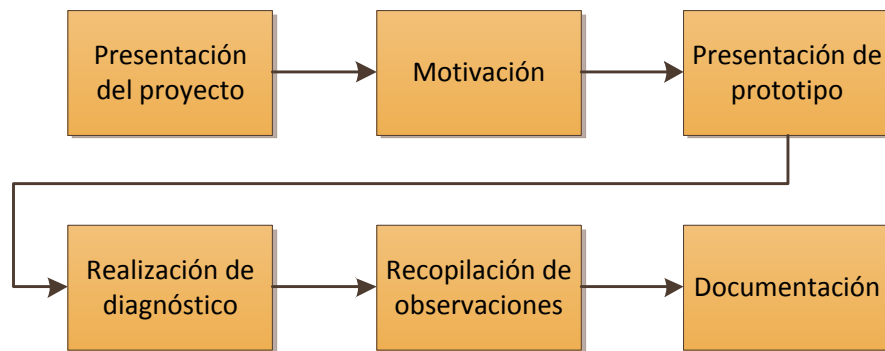 Presentación
del proyecto
Motivación
Presentación de
prototipo
Realización de
diagnóstico
Recopilación de
observaciones
Documentación